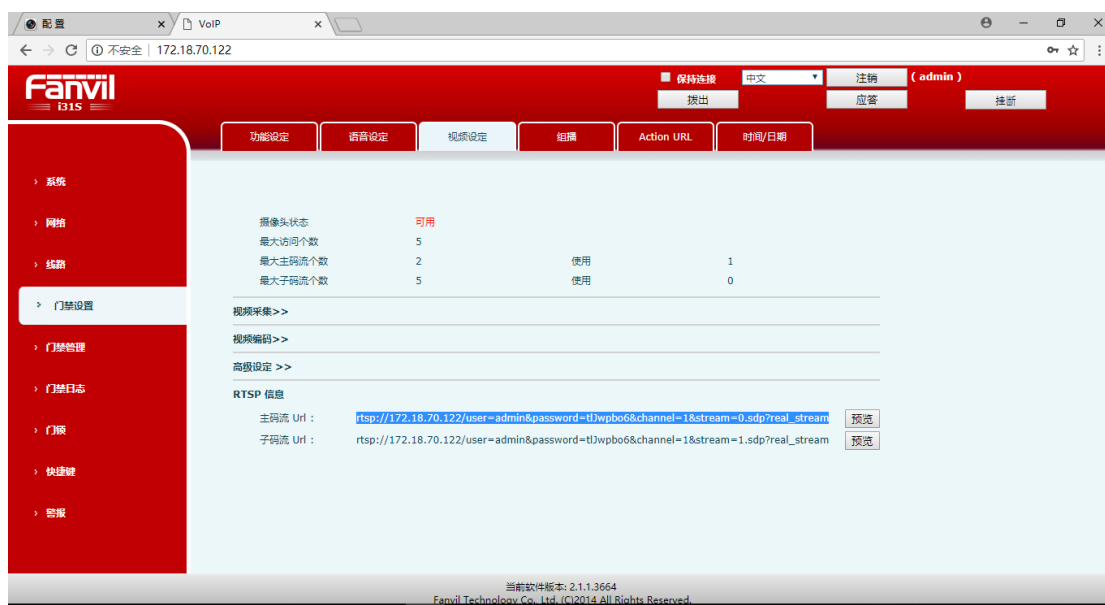 配置
VoIP
不安全 | 172.18.70.122
Fanvil
i31S
保持连接 中文 注销 ( admin )
拨出 应答 挂断
功能设定 语音设定 视频设定 组播 Action URL 时间/日期
› 系统
› 网络
› 线路
› 门禁设置
› 门禁管理
› 门禁日志
› 门锁
› 快捷键
› 警报
摄像头状态 可用
最大访问个数 5
最大主码流个数 2 使用 1
最大子码流个数 5 使用 0
视频采集>>
视频编码>>
高级设定 >>
RTSP 信息
主码流 Url : rtsp://172.18.70.122/user=admin&password=tlJwpbo6&channel=1&stream=0.sdp?real_stream 预览
子码流 Url : rtsp://172.18.70.122/user=admin&password=tlJwpbo6&channel=1&stream=1.sdp?real_stream 预览
当前软件版本: 2.1.1.3664
Fanvil Technology Co., Ltd. (C)2014 All Rights Reserved.